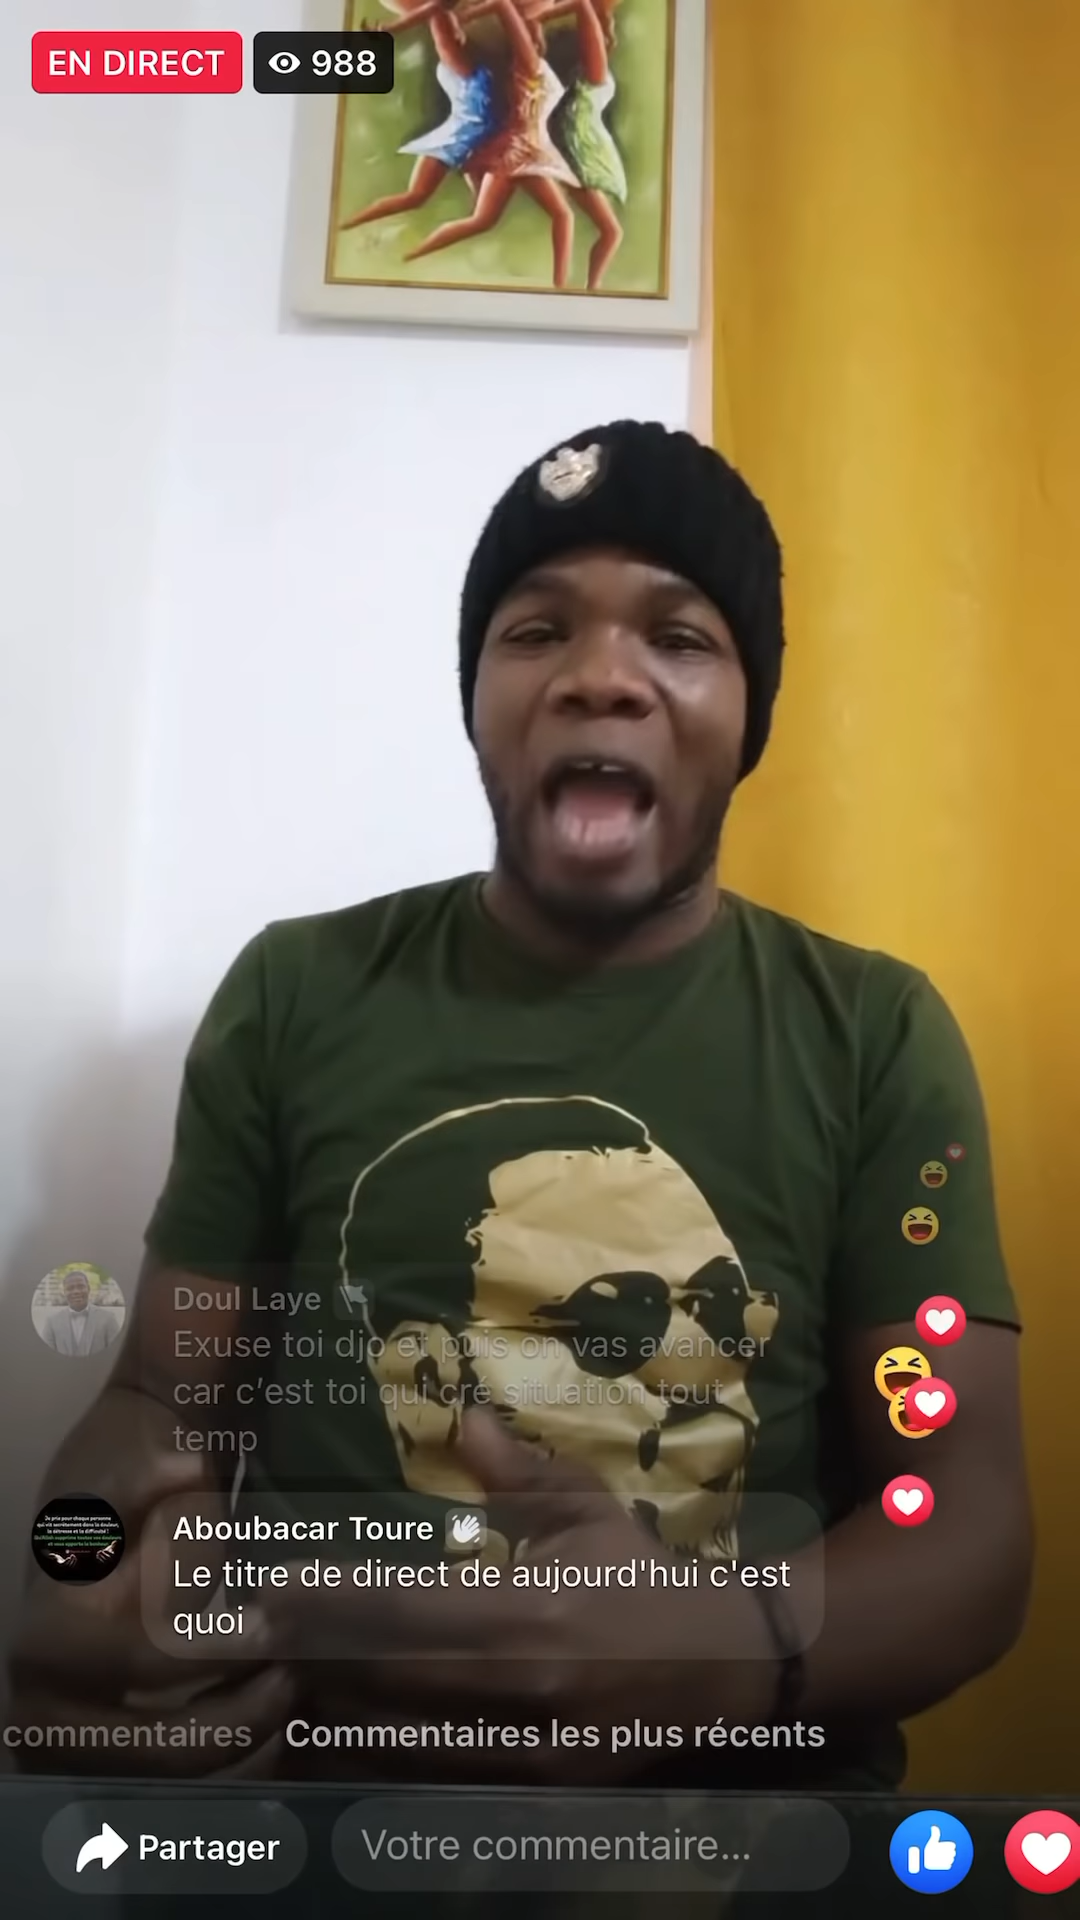 EN DIRECT 988
Doul Laye
Exuse toi djo et puis on vas avancer
car c’est toi qui cré situation tout
temp
Aboubacar Toure
Le titre de direct de aujourd'hui c'est
quoi
commentaires Commentaires les plus récents
Partager Votre commentaire...